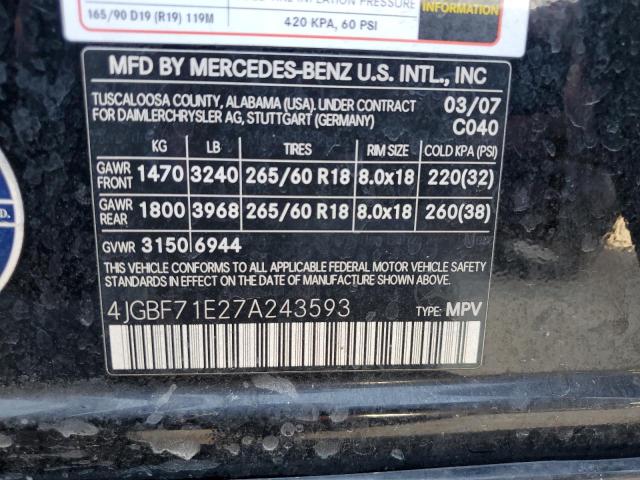 165/90 D19 (R19) 119M
INFLATION PRESSURE
420 KPA, 60 PSI
INFORMATION
MFD BY MERCEDES-BENZ U.S. INTL., INC
TUSCALOOSA COUNTY, ALABAMA (USA). UNDER CONTRACT 03/07
FOR DAIMLERCHRYSLER AG, STUTTGART (GERMANY) C040
KG LB TIRES RIM SIZE COLD KPA (PSI)
GAWR FRONT 1470 3240 265/60 R18 8.0x18 220(32)
GAWR REAR 1800 3968 265/60 R18 8.0x18 260(38)
GVWR 3150 6944
THIS VEHICLE CONFORMS TO ALL APPLICABLE FEDERAL MOTOR VEHICLE SAFETY
STANDARDS IN EFFECT ON THE DATE OF MANUFACTURE SHOWN ABOVE.
4JGBF71E27A243593 TYPE: MPV